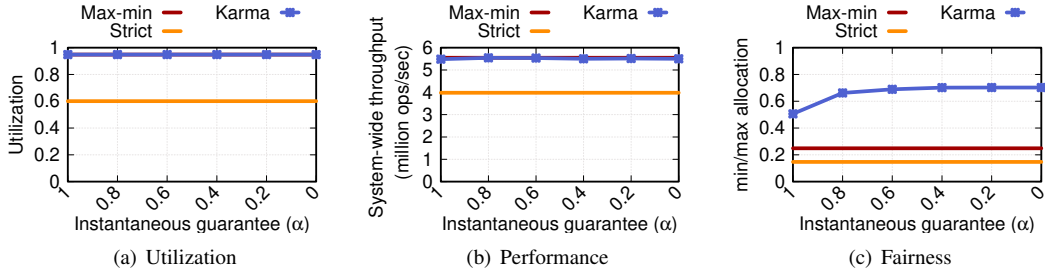 Max-min
Karma
Strict
1
0.8
0.6
0.4
0.2
0
Utilization
1
0.8
0.6
0.4
0.2
0
Instantaneous guarantee (α)
(a) Utilization
Max-min
Karma
Strict
6
5
4
3
2
1
0
System-wide throughput
(million ops/sec)
1
0.8
0.6
0.4
0.2
0
Instantaneous guarantee (α)
(b) Performance
Max-min
Karma
Strict
1
0.8
0.6
0.4
0.2
0
min/max allocation
1
0.8
0.6
0.4
0.2
0
Instantaneous guarantee (α)
(c) Fairness